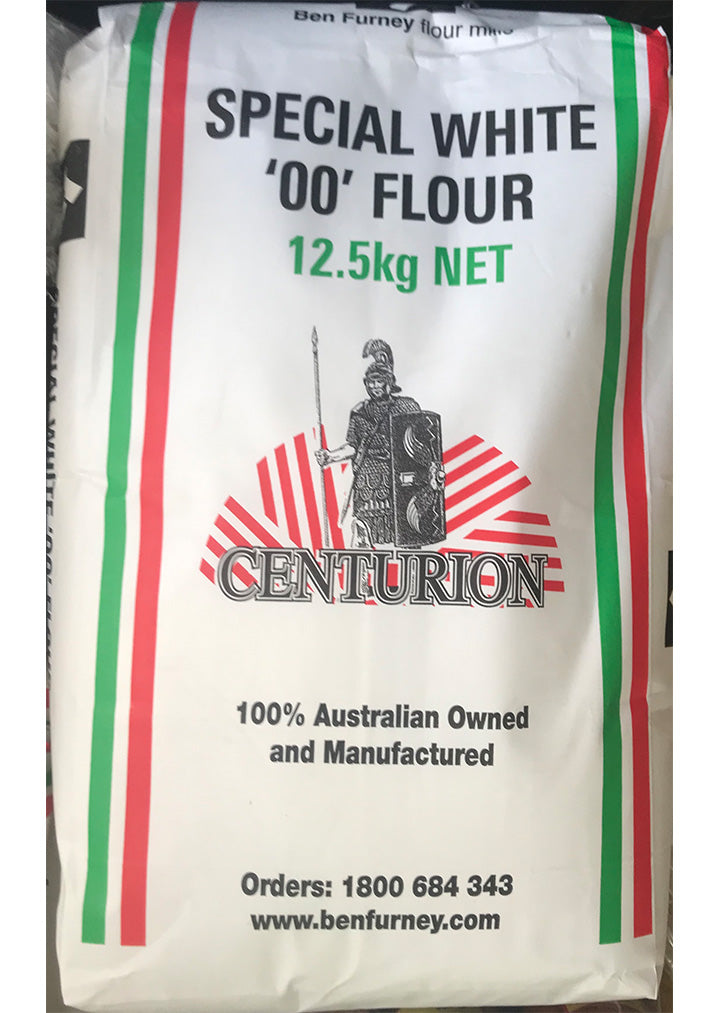 Ben Furney flour mills
SPECIAL WHITE
'00' FLOUR
12.5kg NET
CENTURION
100% Australian Owned
and Manufactured
Orders: 1800 684 343
www.benfurney.com